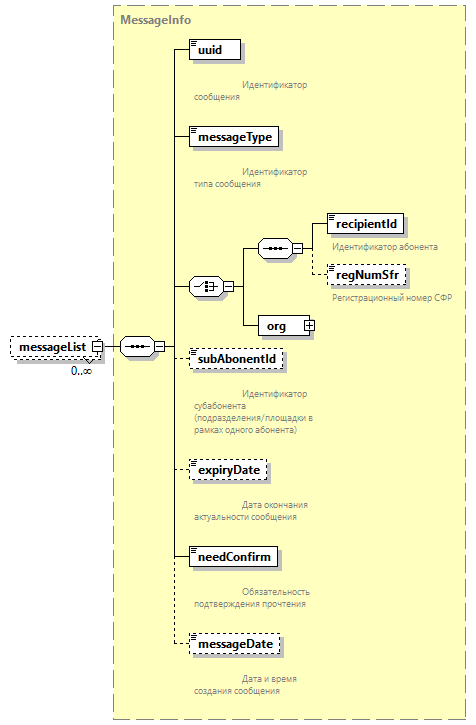 MessageInfo
uuid
Идентификатор
сообщения
messageType
Идентификатор
типа сообщения
recipientId
Идентификатор абонента
regNumSfr
Регистрационный номер СФР
org
messageList
0..∞
subAbonentId
Идентификатор
субабонента
(подразделения/площадки в
рамках одного абонента)
expiryDate
Дата окончания
актуальности сообщения
needConfirm
Обязательность
подтверждения прочтения
messageDate
Дата и время
создания сообщения